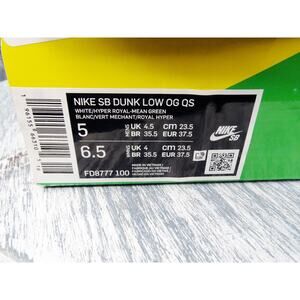 NIKE SB DUNK LOW OG QS
WHITE/HYPER ROYAL-MEAN GREEN
BLANC/VERT MECHANT/ROYAL HYPER
5 US UK 4.5 cm 23.5
BR 35.5 EUR 37.5
6.5 UK 4 cm 23.5
BR 35.5 EUR 37.5
NIKE
SB
FD8777 100
MADE IN VIETNAM